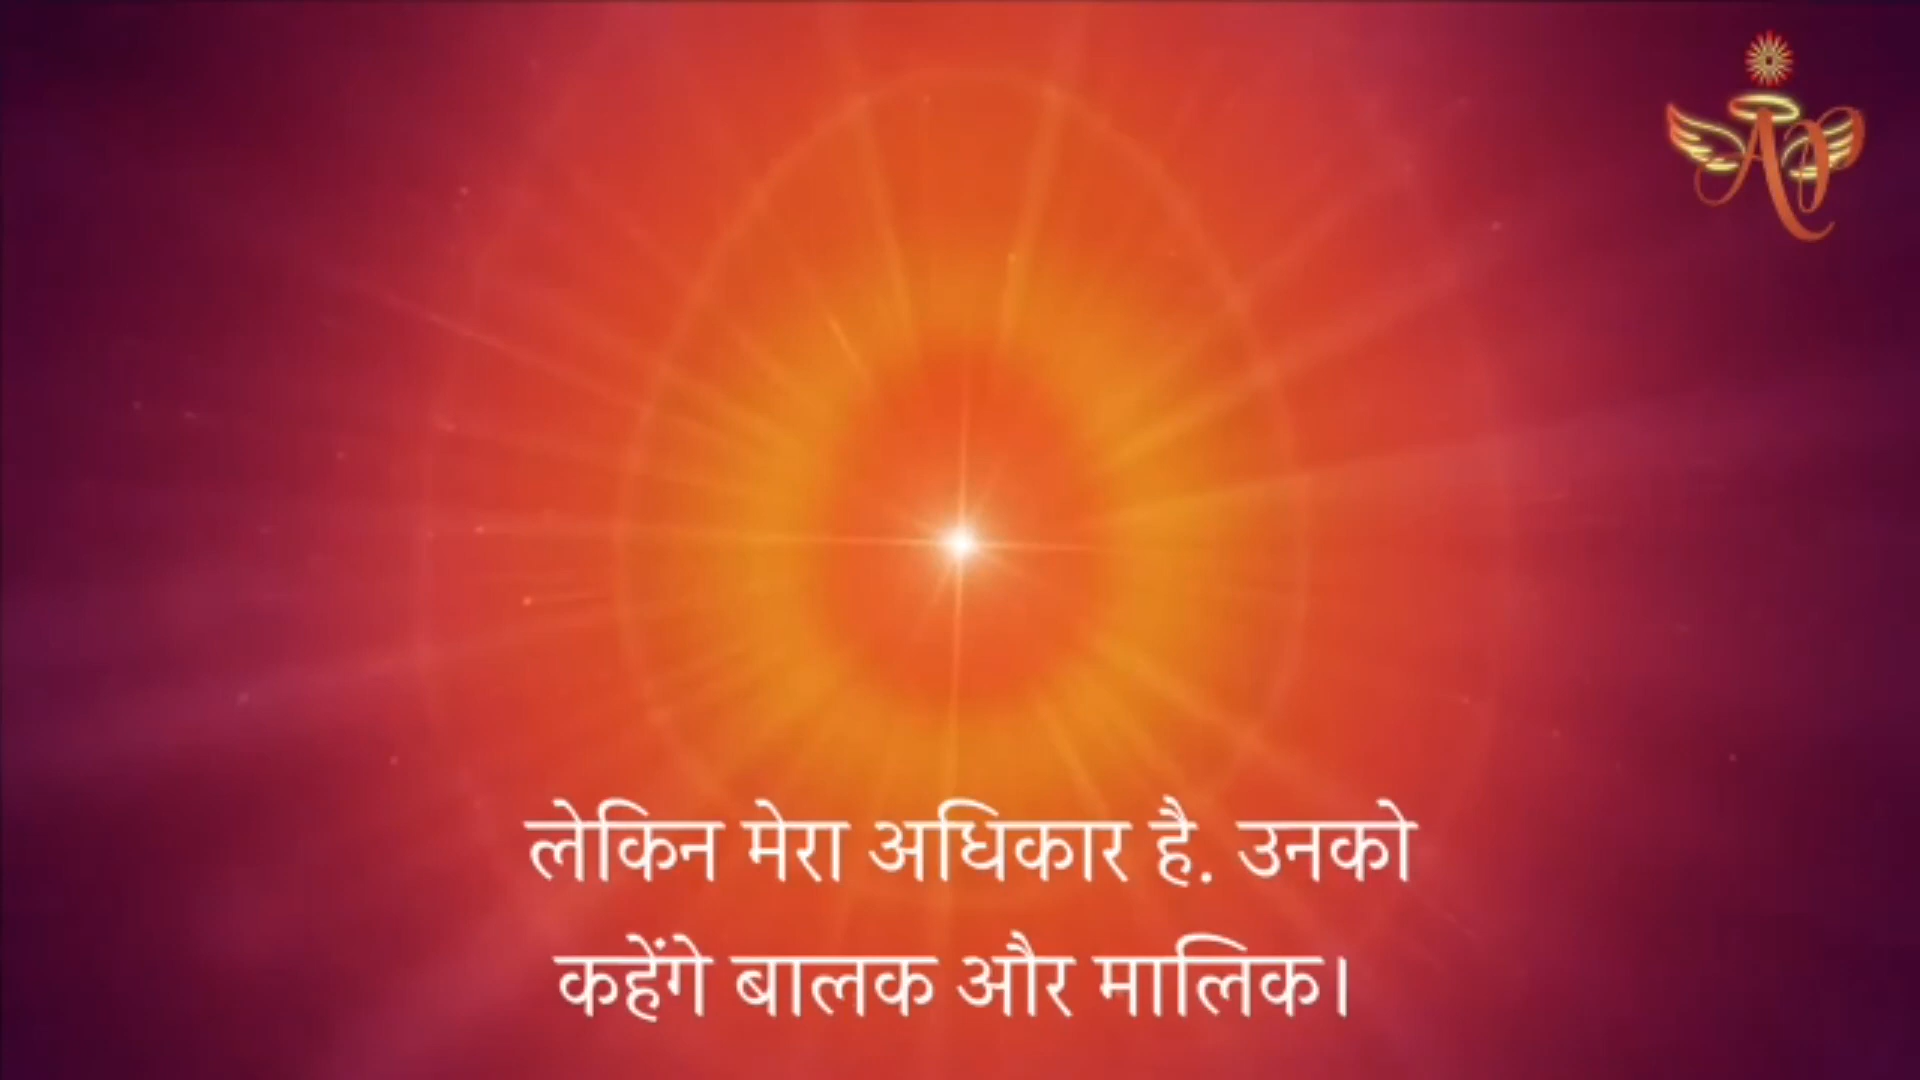 लेकिन मेरा अधिकार है. उनको
कहेंगे बालक और मालिक।